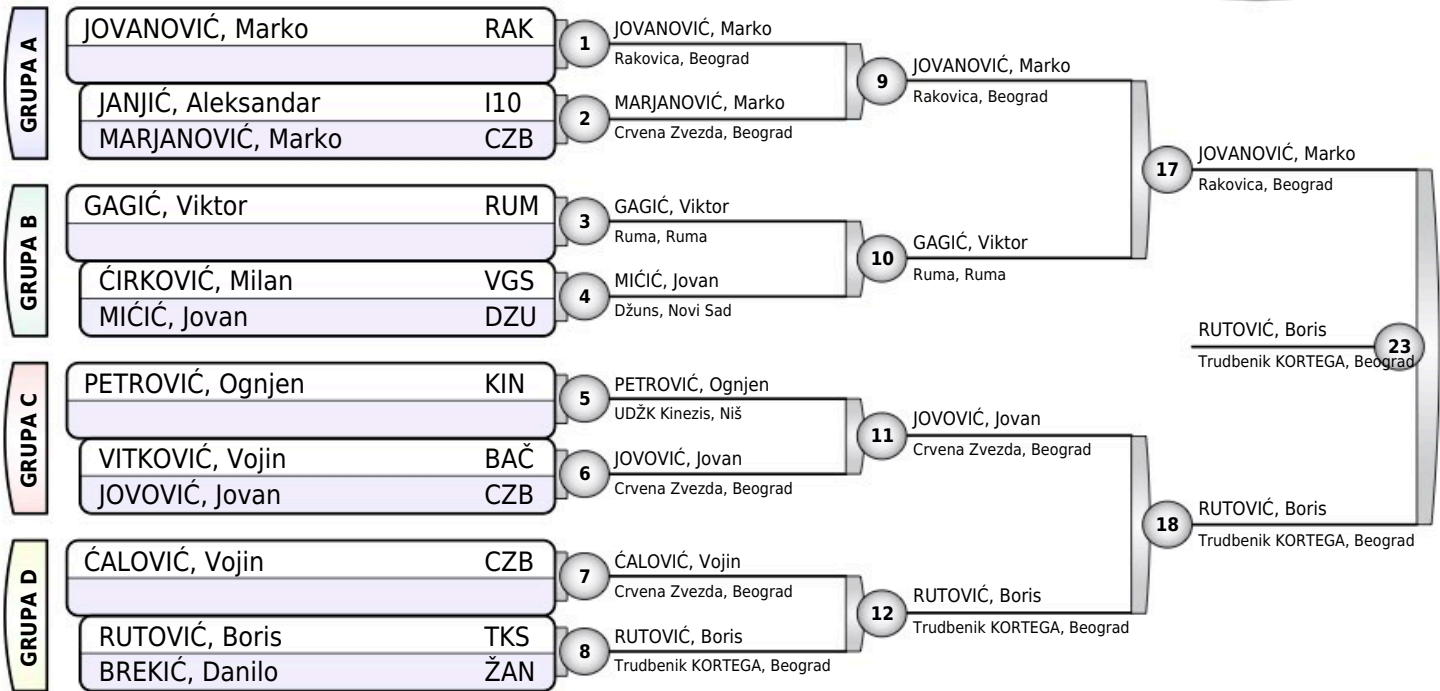 GRUPA A
JOVANOVIĆ, Marko RAK
JANJIĆ, Aleksandar I10
MARJANOVIĆ, Marko CZB
GRUPA B
GAGIĆ, Viktor RUM
ĆIRKOVIĆ, Milan VGS
MIĆIĆ, Jovan DZU
GRUPA C
PETROVIĆ, Ognjen KIN
VITKOVIĆ, Vojin BAČ
JOVOVIĆ, Jovan CZB
GRUPA D
ĆALOVIĆ, Vojin CZB
RUTOVIĆ, Boris TKS
BREKIĆ, Danilo ŽAN
1
JOVANOVIĆ, Marko
Rakovica, Beograd
2
MARJANOVIĆ, Marko
Crvena Zvezda, Beograd
3
GAGIĆ, Viktor
Ruma, Ruma
4
MIĆIĆ, Jovan
Džuns, Novi Sad
5
PETROVIĆ, Ognjen
UDŽK Kinezis, Niš
6
JOVOVIĆ, Jovan
Crvena Zvezda, Beograd
7
ĆALOVIĆ, Vojin
Crvena Zvezda, Beograd
8
RUTOVIĆ, Boris
Trudbenik KORTEGA, Beograd
9
JOVANOVIĆ, Marko
Rakovica, Beograd
10
GAGIĆ, Viktor
Ruma, Ruma
11
JOVOVIĆ, Jovan
Crvena Zvezda, Beograd
12
RUTOVIĆ, Boris
Trudbenik KORTEGA, Beograd
17
JOVANOVIĆ, Marko
Rakovica, Beograd
18
RUTOVIĆ, Boris
Trudbenik KORTEGA, Beograd
23
RUTOVIĆ, Boris
Trudbenik KORTEGA, Beograd